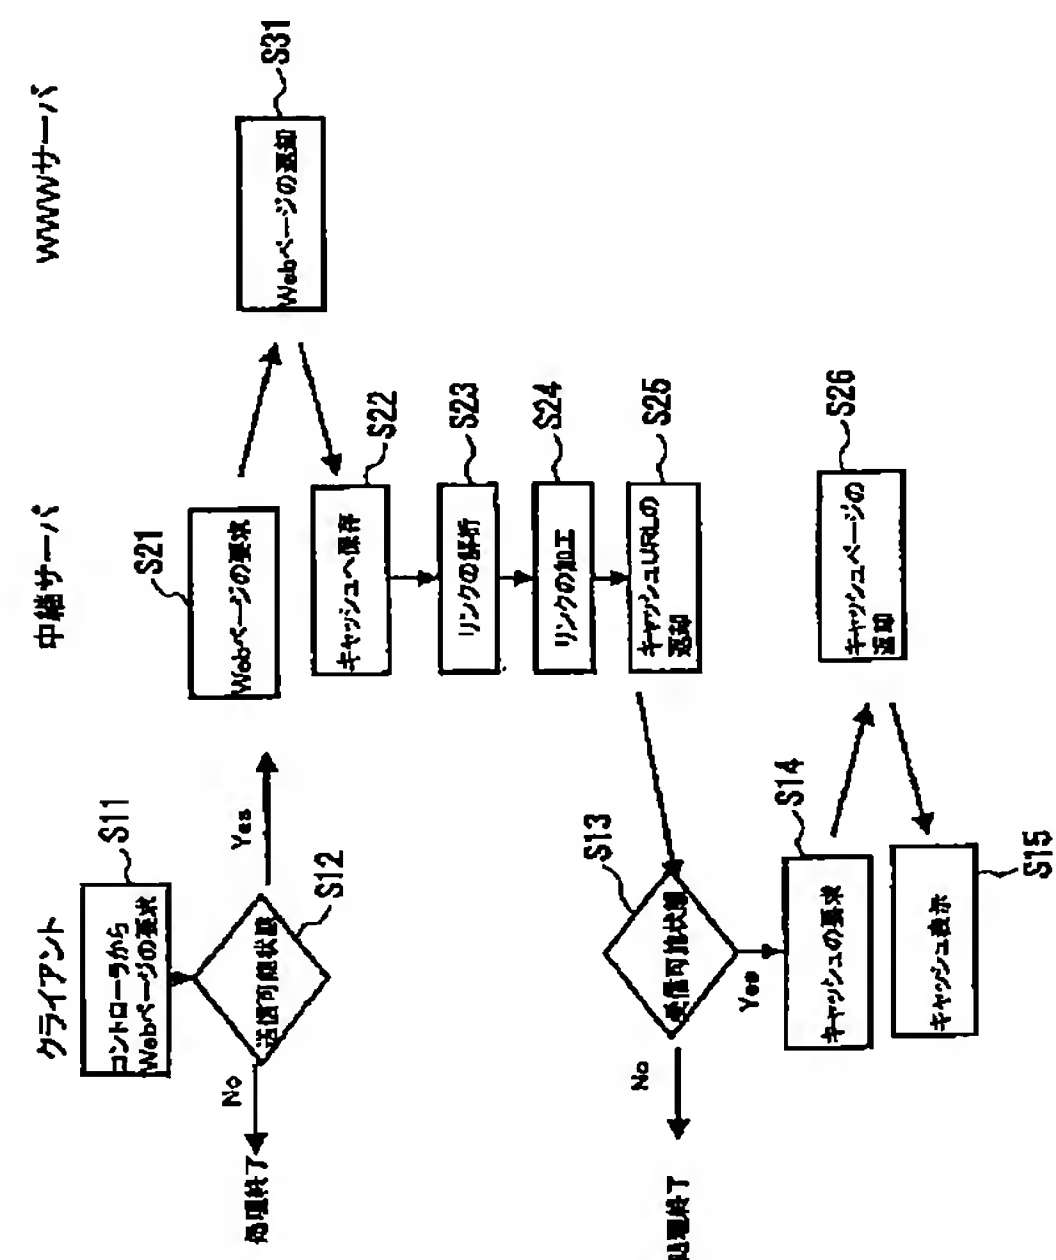 クライアント
中継サーバ
WWWサーバ
S11
コントローラから
Webページの要求
S12
送信可能状態
No
処理終了
Yes
S21
Webページの要求
S31
Webページの返却
S22
キャッシュへ保存
S23
リンクの解析
S24
リンクの加工
S25
キャッシュURLの
返却
S13
受信可能状態
No
処理終了
Yes
S14
キャッシュの要求
S26
キャッシュページの
返却
S15
キャッシュ表示